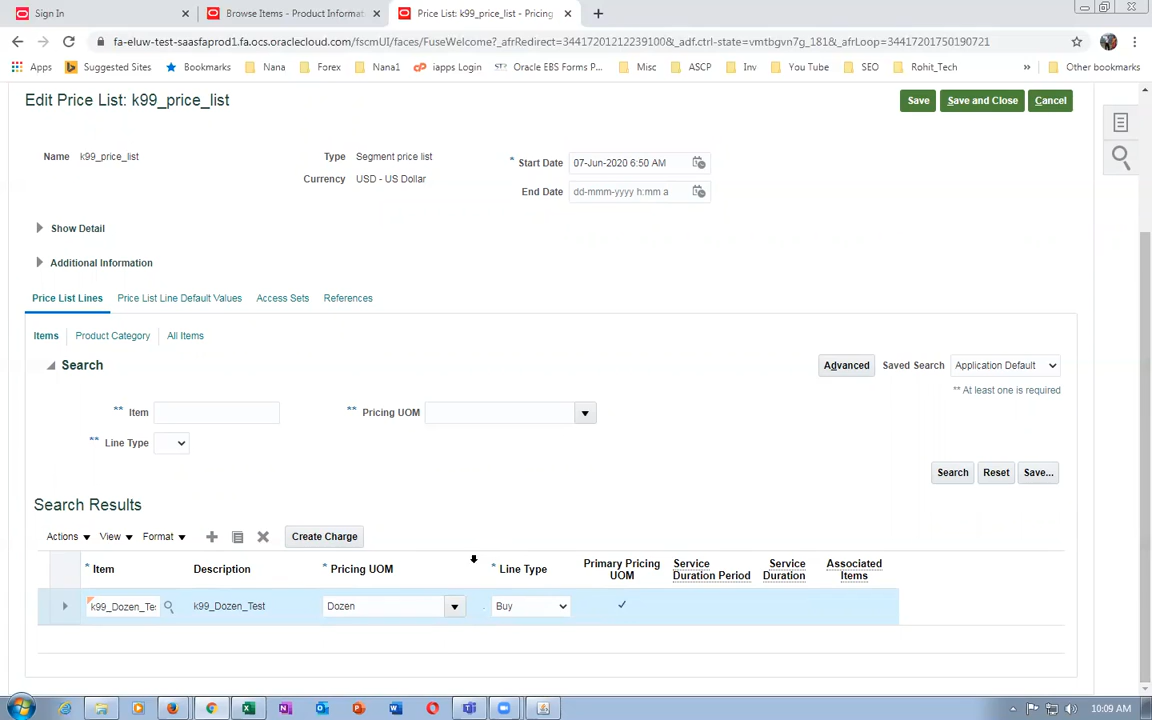 Sign In
Browse Items - Product Informat
Price List: k99_price_list - Pricing
fa-eluw-test-saasfaprod1.fa.ocs.oraclecloud.com/fscmUI/faces/FuseWelcome?_afrRedirect=34417201212239100&_adf.ctrl-state=vmtbgvn7g_181&_afrLoop=34417201750190721
Apps Suggested Sites Bookmarks Nana Forex Nana1 iapps Login Oracle EBS Forms P... Misc ASCP Inv You Tube SEO Rohit_Tech » Other bookmarks
Edit Price List: k99_price_list
Save Save and Close Cancel
Name k99_price_list Type Segment price list * Start Date 07-Jun-2020 6:50 AM
Currency USD - US Dollar End Date dd-mmm-yyyy h:mm a
Show Detail
Additional Information
Price List Lines Price List Line Default Values Access Sets References
Items Product Category All Items
Search Advanced Saved Search Application Default
** At least one is required
** Item ** Pricing UOM
** Line Type
Search Reset Save...
Search Results
Actions View Format Create Charge
* Item Description * Pricing UOM * Line Type Primary Pricing UOM Service Duration Period Service Duration Associated Items
k99_Dozen_Te: k99_Dozen_Test Dozen Buy
10:09 AM